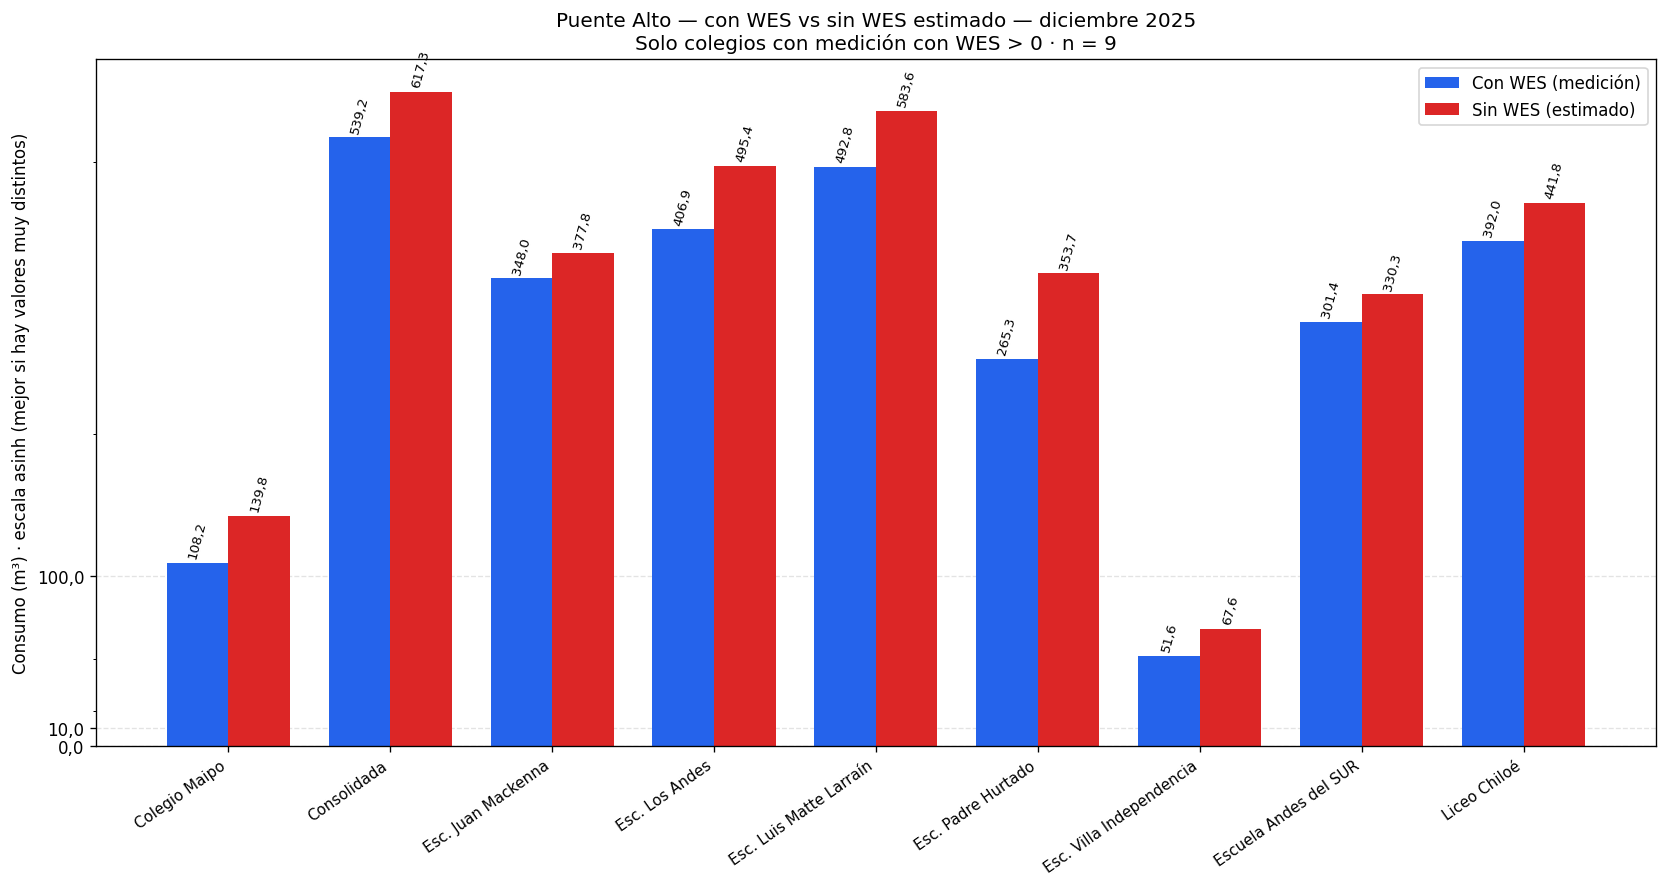 Puente Alto — con WES vs sin WES estimado — diciembre 2025
Solo colegios con medición con WES > 0 · n = 9
Con WES (medición)
Sin WES (estimado)
Consumo (m³) · escala asinh (mejor si hay valores muy distintos)
100,0
10,0
0,0
108,2
139,8
539,2
617,3
348,0
377,8
406,9
495,4
492,8
583,6
265,3
353,7
51,6
67,6
301,4
330,3
392,0
441,8
Colegio Maipo
Consolidada
Esc. Juan Mackenna
Esc. Los Andes
Esc. Luis Matte Larraín
Esc. Padre Hurtado
Esc. Villa Independencia
Escuela Andes del SUR
Liceo Chiloé